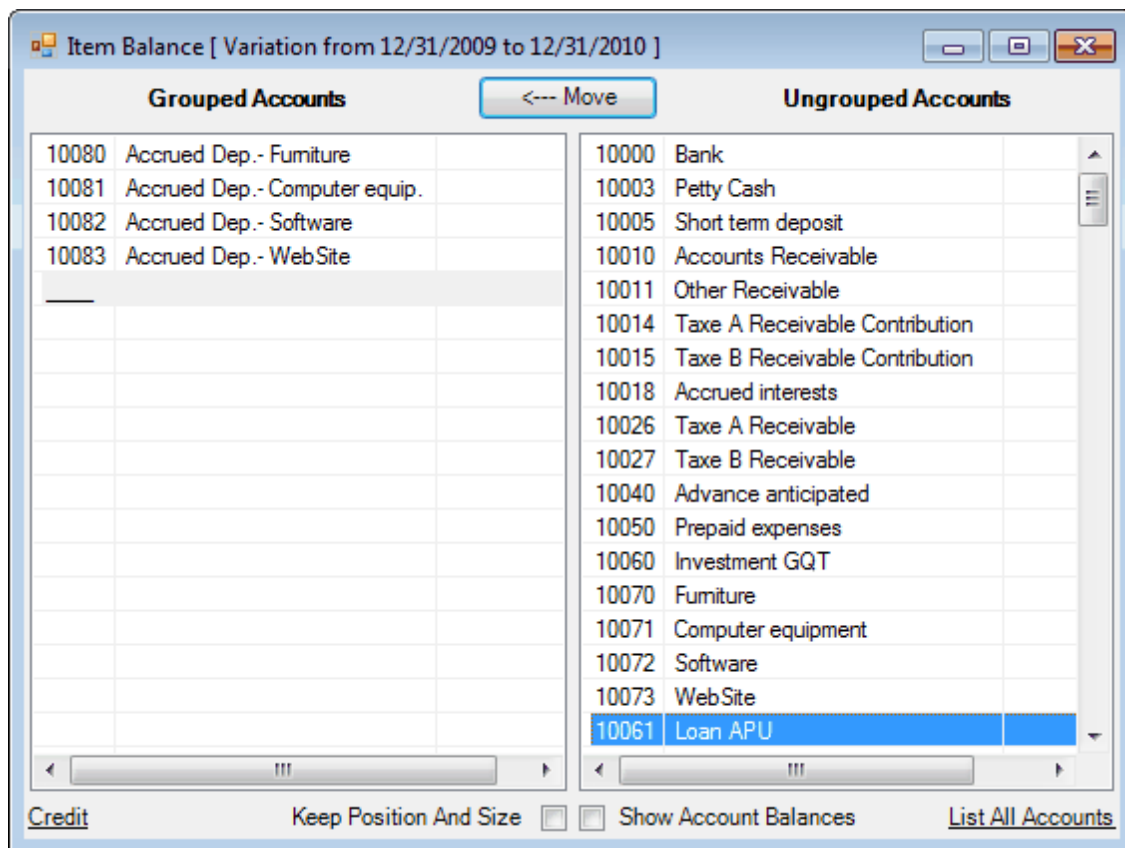 Item Balance [ Variation from 12/31/2009 to 12/31/2010 ]
Grouped Accounts
<--- Move
Ungrouped Accounts
10080 Accrued Dep.- Furniture
10081 Accrued Dep.- Computer equip.
10082 Accrued Dep.- Software
10083 Accrued Dep.- WebSite
10000 Bank
10003 Petty Cash
10005 Short term deposit
10010 Accounts Receivable
10011 Other Receivable
10014 Taxe A Receivable Contribution
10015 Taxe B Receivable Contribution
10018 Accrued interests
10026 Taxe A Receivable
10027 Taxe B Receivable
10040 Advance anticipated
10050 Prepaid expenses
10060 Investment GQT
10070 Furniture
10071 Computer equipment
10072 Software
10073 WebSite
10061 Loan APU
Credit
Keep Position And Size
Show Account Balances
List All Accounts